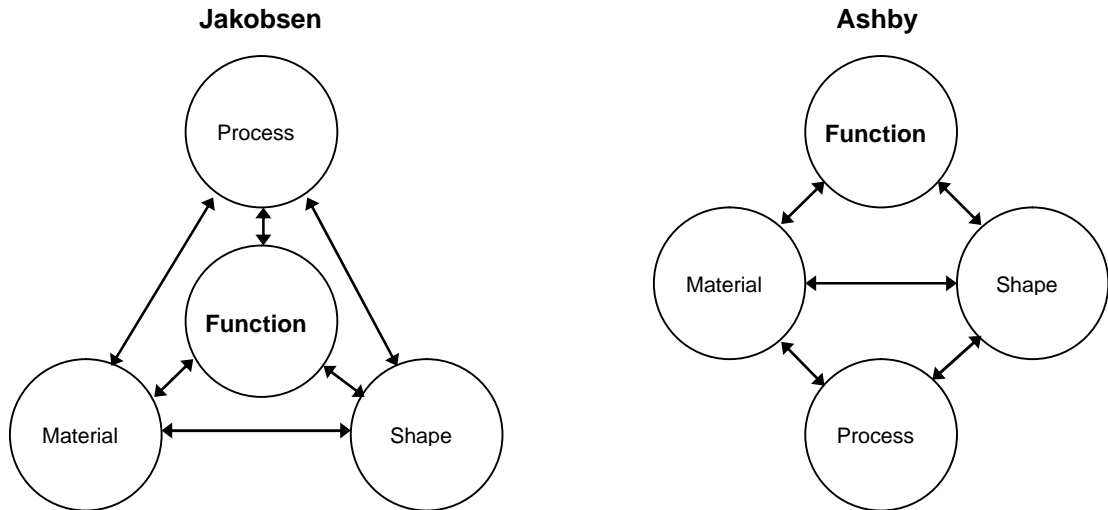 Jakobsen
Process
Function
Material
Shape
Ashby
Function
Material
Shape
Process